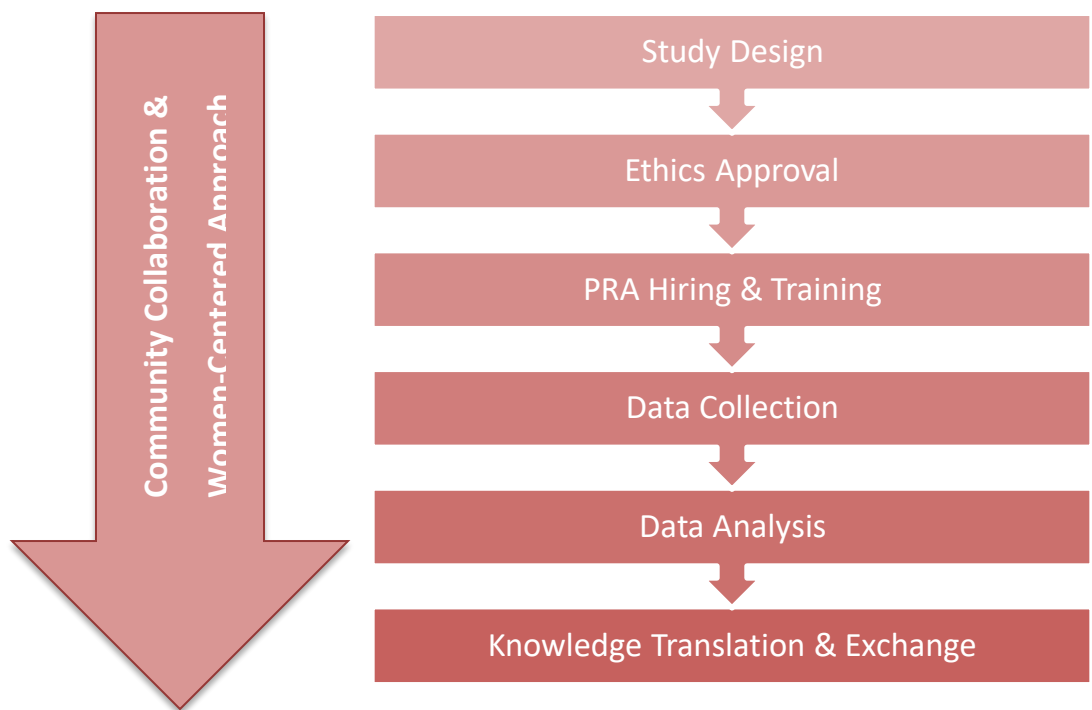 Community Collaboration &
Women-Centered Approach
Study Design
Ethics Approval
PRA Hiring & Training
Data Collection
Data Analysis
Knowledge Translation & Exchange